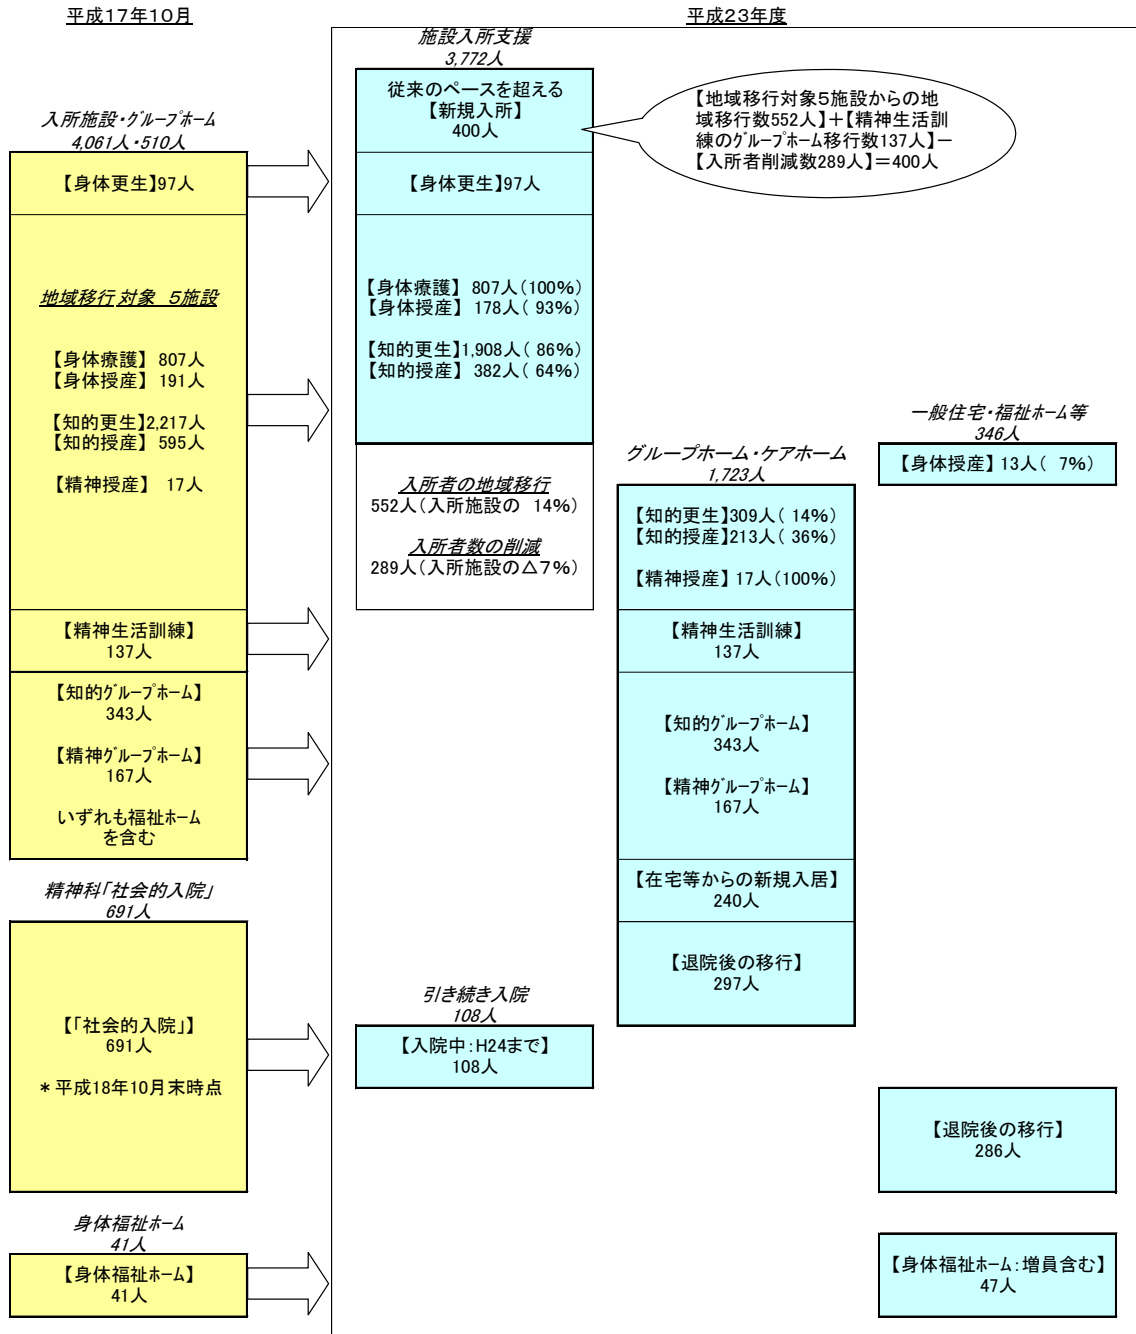 平成17年10月
平成23年度
入所施設・グループホーム
4,061人・510人
【身体更生】97人
地域移行対象 5施設
【身体療護】 807人
【身体授産】 191人
【知的更生】2,217人
【知的授産】 595人
【精神授産】 17人
【精神生活訓練】
137人
【知的グループホーム】
343人
【精神グループホーム】
167人
いずれも福祉ホーム
を含む
精神科「社会的入院」
691人
【「社会的入院」】
691人
*平成18年10月末時点
身体福祉ホーム
41人
【身体福祉ホーム】
41人
施設入所支援
3,772人
従来のペースを超える
【新規入所】
400人
【地域移行対象5施設からの地
域移行数552人】+【精神生活訓
練のグループホーム移行数137人】−
【入所者削減数289人】=400人
【身体更生】97人
【身体療護】 807人(100%)
【身体授産】 178人( 93%)
【知的更生】1,908人( 86%)
【知的授産】 382人( 64%)
入所者の地域移行
552人(入所施設の 14%)
入所者数の削減
289人(入所施設の△7%)
引き続き入院
108人
【入院中:H24まで】
108人
グループホーム・ケアホーム
1,723人
【知的更生】309人( 14%)
【知的授産】213人( 36%)
【精神授産】 17人(100%)
【精神生活訓練】
137人
【知的グループホーム】
343人
【精神グループホーム】
167人
【在宅等からの新規入居】
240人
【退院後の移行】
297人
一般住宅・福祉ホーム等
346人
【身体授産】 13人( 7%)
【退院後の移行】
286人
【身体福祉ホーム:増員含む】
47人